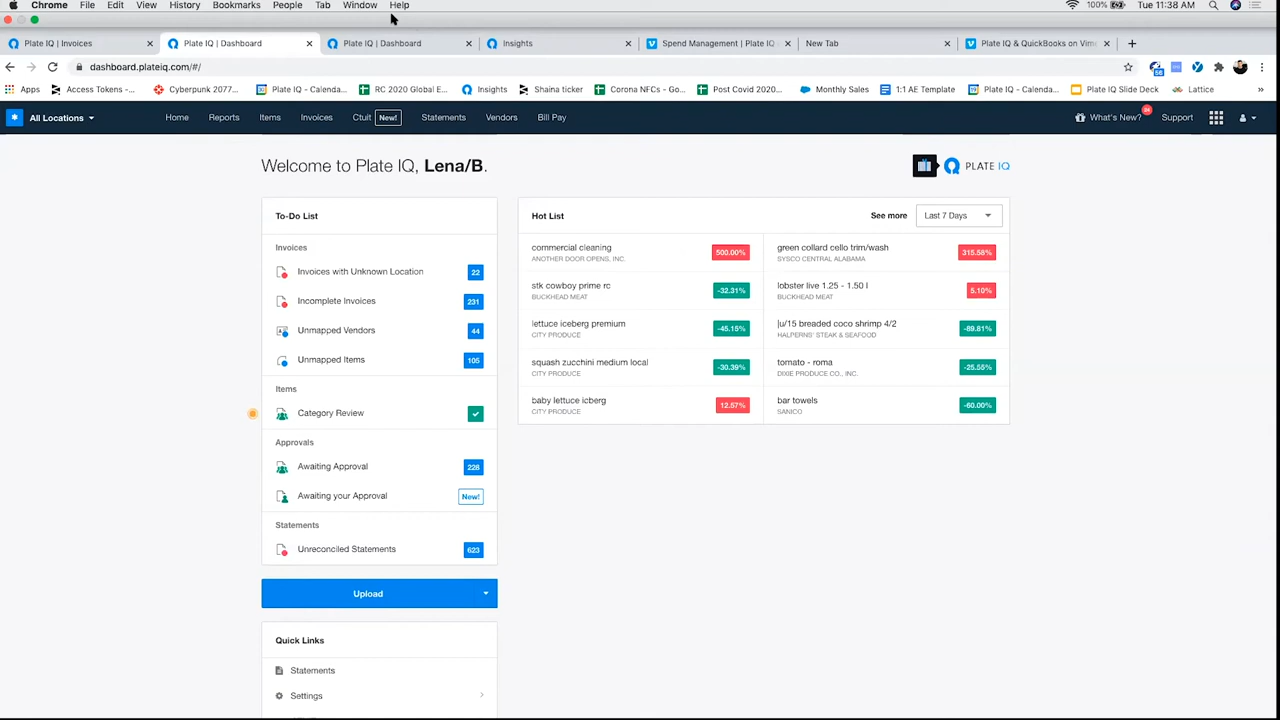 Chrome File Edit View History Bookmarks People Tab Window Help 100% Tue 11:38 AM
Plate IQ | Invoices Plate IQ | Dashboard Plate IQ | Dashboard Insights Spend Management | Plate IQ New Tab Plate IQ & QuickBooks on Vim
dashboard.plateiq.com/#/ 56
Apps Access Tokens -... Cyberpunk 2077... Plate IQ - Calenda... RC 2020 Global E... Insights Shaina ticker Corona NFCs - Go... Post Covid 2020... Monthly Sales 1:1 AE Template Plate IQ - Calenda... Plate IQ Slide Deck Lattice »
All Locations Home Reports Items Invoices Ctuit New! Statements Vendors Bill Pay What's New? Support
Welcome to Plate IQ, Lena/B.
PLATE IQ
To-Do List
Invoices
Invoices with Unknown Location 22
Incomplete Invoices 231
Unmapped Vendors 44
Unmapped Items 105
Items
Category Review
Approvals
Awaiting Approval 228
Awaiting your Approval New!
Statements
Unreconciled Statements 623
Upload
Quick Links
Statements
Settings
Hot List See more Last 7 Days
commercial cleaning 500.00%
ANOTHER DOOR OPENS, INC.
green collard cello trim/wash 315.58%
SYSCO CENTRAL ALABAMA
stk cowboy prime rc -32.31%
BUCKHEAD MEAT
lobster live 1.25 - 1.50 l 5.10%
BUCKHEAD MEAT
lettuce iceberg premium -45.15%
CITY PRODUCE
|u/15 breaded coco shrimp 4/2 -89.81%
HALPERNS' STEAK & SEAFOOD
squash zucchini medium local -30.39%
CITY PRODUCE
tomato - roma -25.55%
DIXIE PRODUCE CO., INC.
baby lettuce icberg 12.57%
CITY PRODUCE
bar towels -60.00%
SANICO